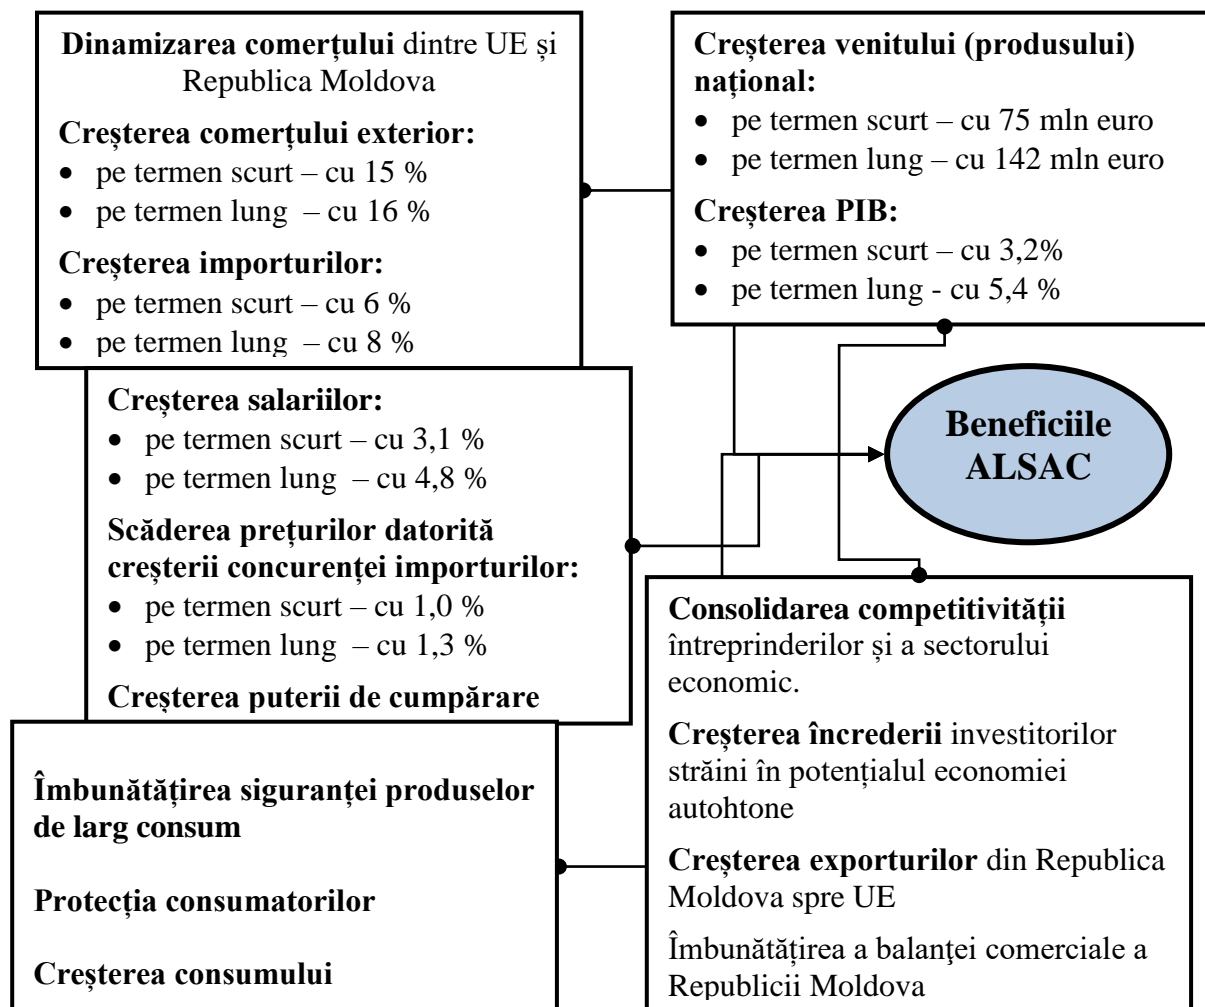 Dinamizarea comerțului dintre UE și
Republica Moldova
Creșterea comerțului exterior:
• pe termen scurt – cu 15 %
• pe termen lung – cu 16 %
Creșterea importurilor:
• pe termen scurt – cu 6 %
• pe termen lung – cu 8 %
Creșterea venitului (produsului)
național:
• pe termen scurt – cu 75 mln euro
• pe termen lung – cu 142 mln euro
Creșterea PIB:
• pe termen scurt – cu 3,2%
• pe termen lung - cu 5,4 %
Creșterea salariilor:
• pe termen scurt – cu 3,1 %
• pe termen lung – cu 4,8 %
Scăderea prețurilor datorită
creșterii concurenței importurilor:
• pe termen scurt – cu 1,0 %
• pe termen lung – cu 1,3 %
Creșterea puterii de cumpărare
Beneficiile
ALSAC
Îmbunătățirea siguranței produselor
de larg consum
Protecția consumatorilor
Creșterea consumului
Consolidarea competitivității
întreprinderilor și a sectorului
economic.
Creșterea încrederii investitorilor
străini în potențialul economiei
autohtone
Creșterea exporturilor din Republica
Moldova spre UE
Îmbunătățirea a balanţei comerciale a
Republicii Moldova